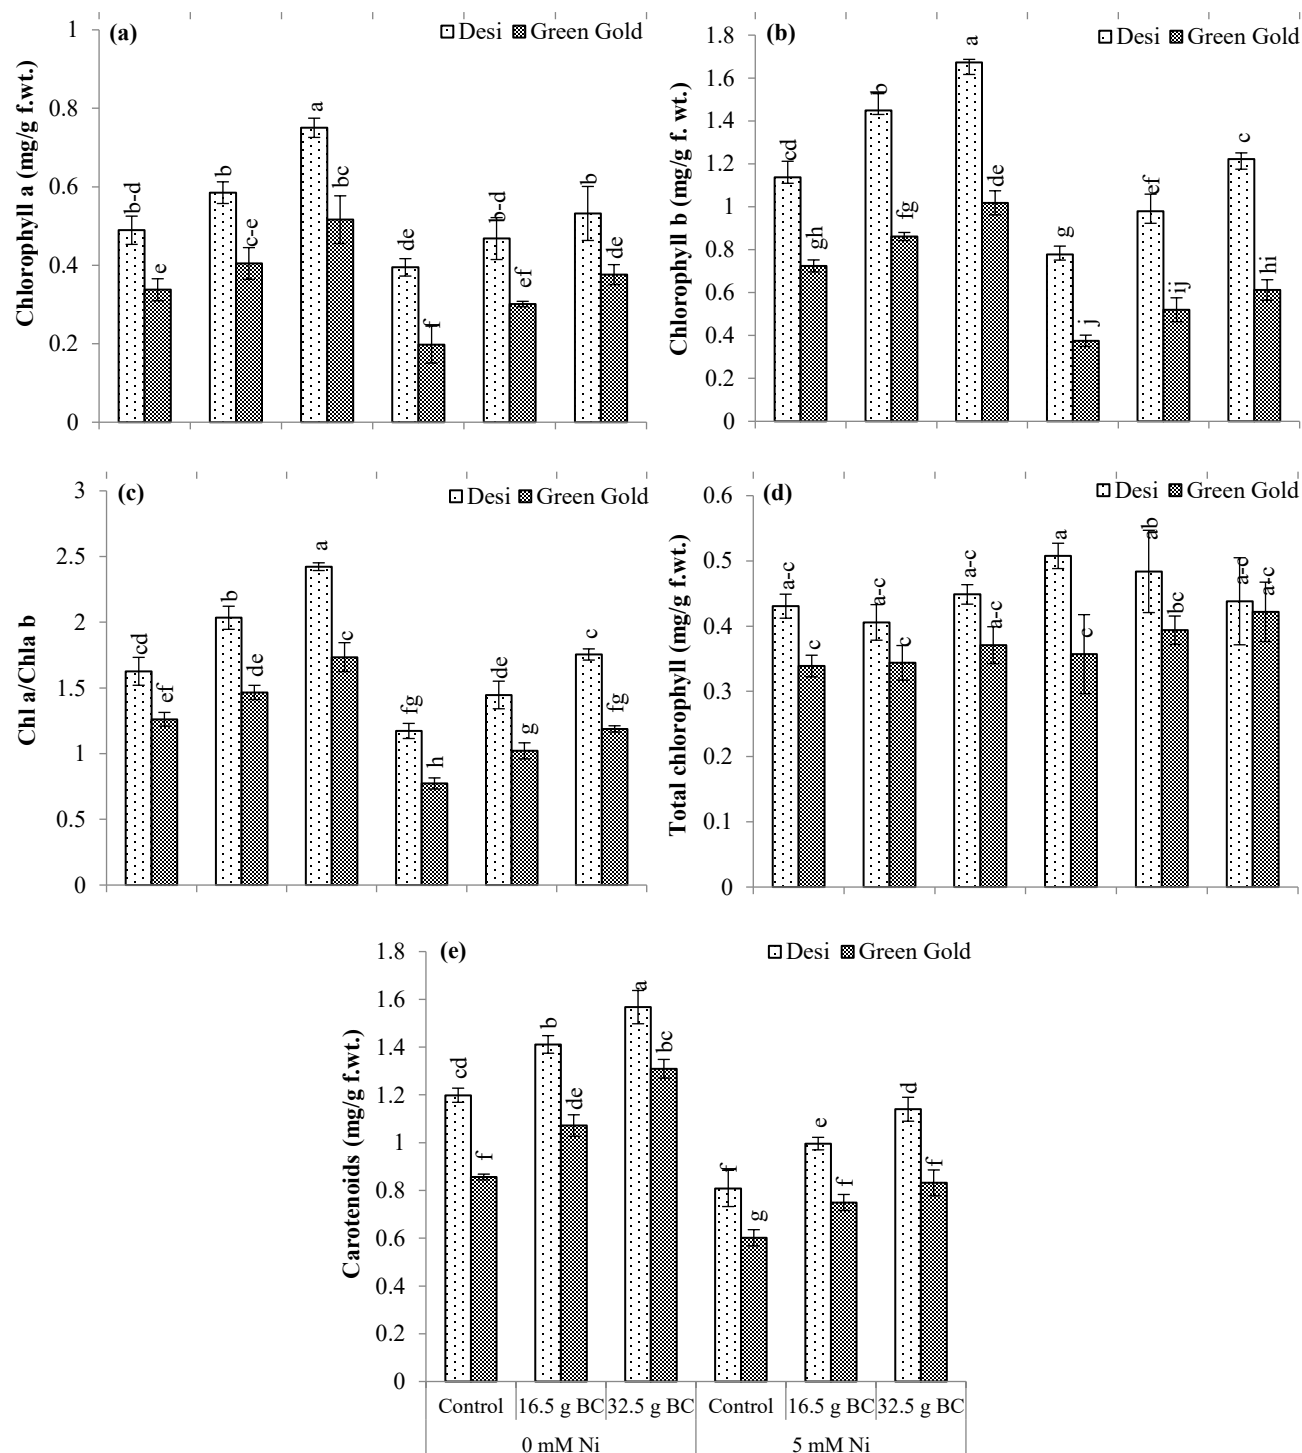 (a)
Desi Green Gold
Chlorophyll a (mg/g f.wt.)
1
0.8
0.6
0.4
0.2
0
b-d
e
b
c-e
a
bc
de
f
b-d
ef
b
de
(b)
Desi Green Gold
Chlorophyll b (mg/g f. wt.)
1.8
1.6
1.4
1.2
1
0.8
0.6
0.4
0.2
0
cd
gh
b
fg
a
de
g
j
ef
ij
c
hi
(c)
Desi Green Gold
Chl a/Chla b
3
2.5
2
1.5
1
0.5
0
cd
ef
b
de
a
c
fg
h
de
g
c
fg
(d)
Desi Green Gold
Total chlorophyll (mg/g f.wt.)
0.6
0.5
0.4
0.3
0.2
0.1
0
a-c
c
a-c
c
a-c
a-c
a
c
ab
bc
a-c
a-c
(e)
Desi Green Gold
Carotenoids (mg/g f.wt.)
1.8
1.6
1.4
1.2
1
0.8
0.6
0.4
0.2
0
cd
f
b
de
a
bc
f
g
e
f
d
f
Control 16.5 g BC 32.5 g BC Control 16.5 g BC 32.5 g BC
0 mM Ni 5 mM Ni